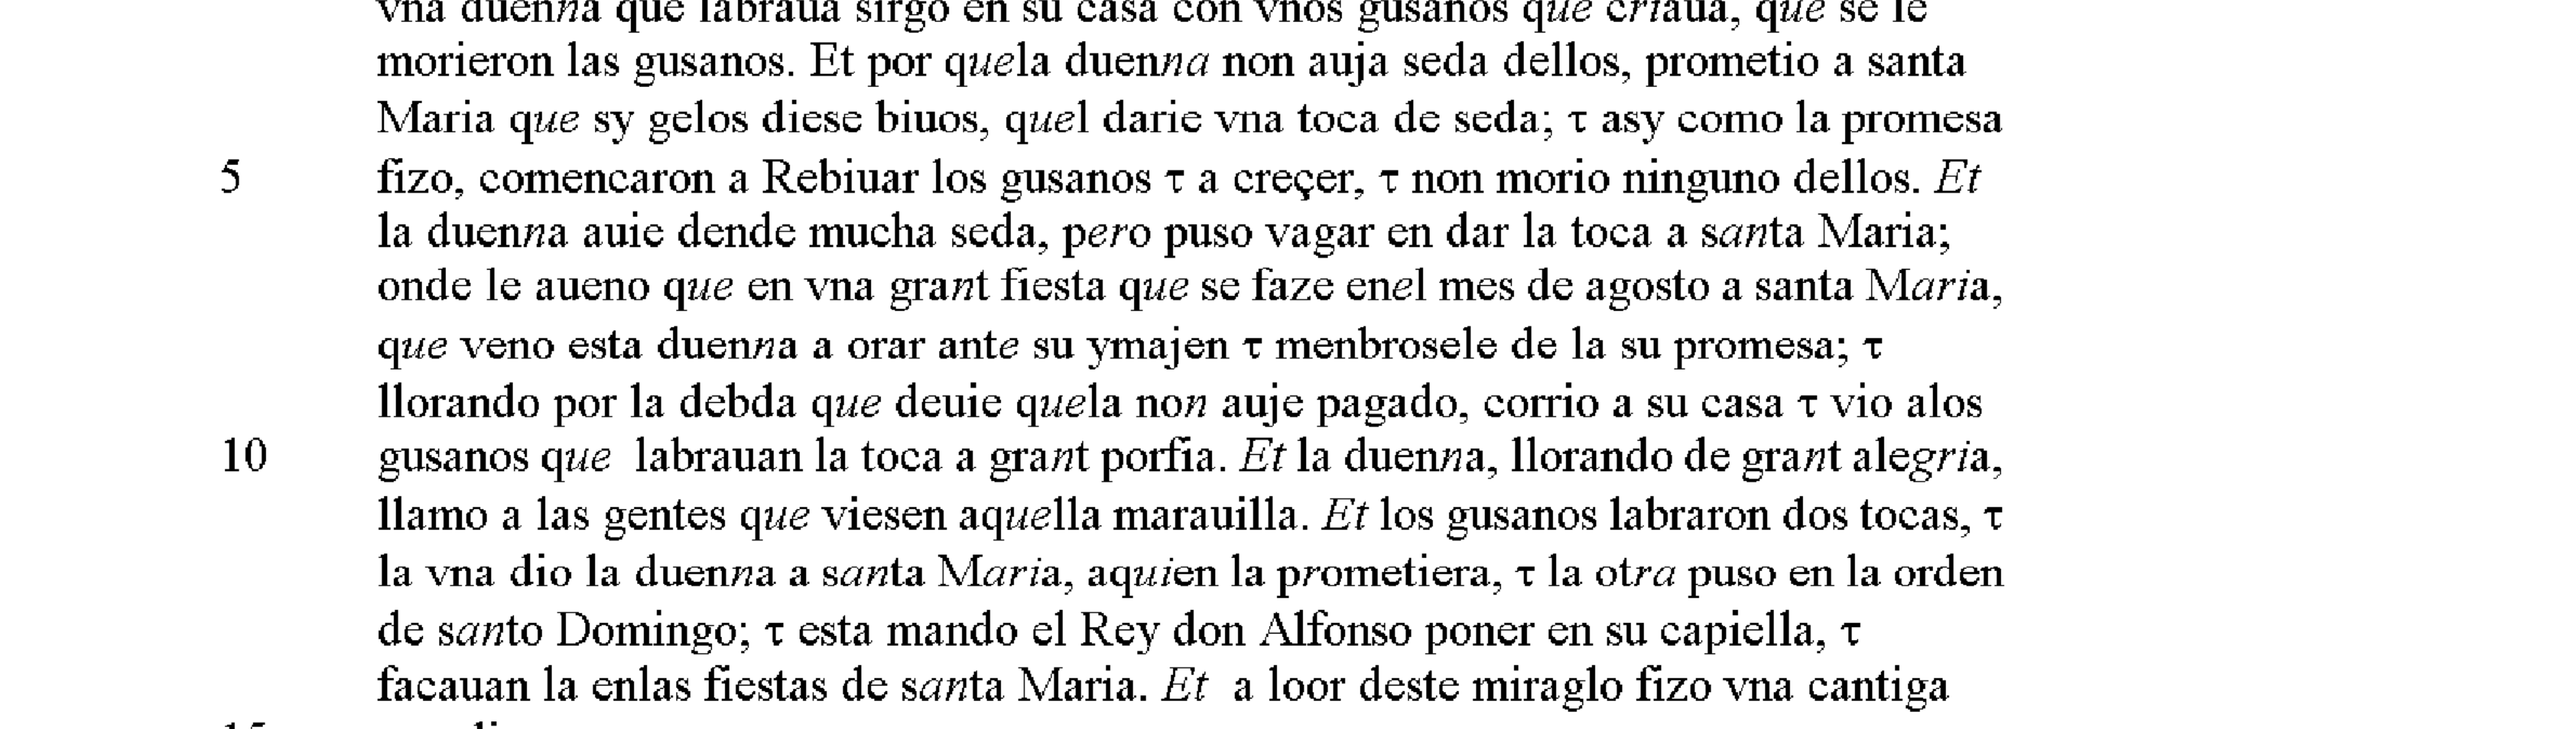 vna duenna que labraua sirgo en su casa con vnos gusanos que criaua, que se le
morieron las gusanos. Et por quela duenna non auja seda dellos, prometio a santa
Maria que sy gelos diese biuos, quel darie vna toca de seda; τ asy como la promesa
5 fizo, comencaron a Rebiuar los gusanos τ a creçer, τ non morio ninguno dellos. Et
la duenna auie dende mucha seda, pero puso vagar en dar la toca a santa Maria;
onde le aueno que en vna grant fiesta que se faze enel mes de agosto a santa Maria,
que veno esta duenna a orar ante su ymajen τ menbrosele de la su promesa; τ
llorando por la debda que deuie quela non auje pagado, corrio a su casa τ vio alos
10 gusanos que labrauan la toca a grant porfia. Et la duenna, llorando de grant alegria,
llamo a las gentes que viesen aquella marauilla. Et los gusanos labraron dos tocas, τ
la vna dio la duenna a santa Maria, aquien la prometiera, τ la otra puso en la orden
de santo Domingo; τ esta mando el Rey don Alfonso poner en su capiella, τ
facauan la enlas fiestas de santa Maria. Et a loor deste miraglo fizo vna cantiga